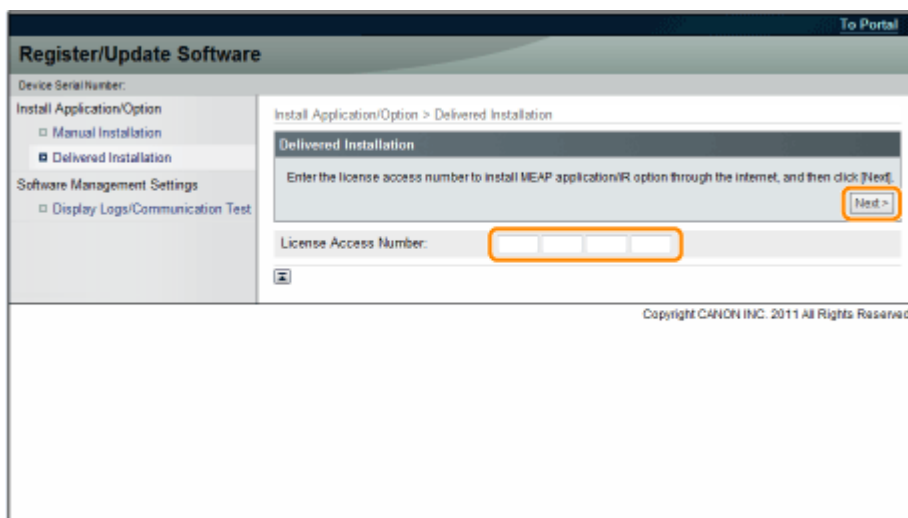 To Portal
Register/Update Software
Device Serial Number:
Install Application/Option
Manual Installation
Delivered Installation
Software Management Settings
Display Logs/Communication Test
Install Application/Option > Delivered Installation
Delivered Installation
Enter the license access number to install MEAP application/iR option through the internet, and then click [Next].
Next >
License Access Number:
Copyright CANON INC. 2011 All Rights Reserved